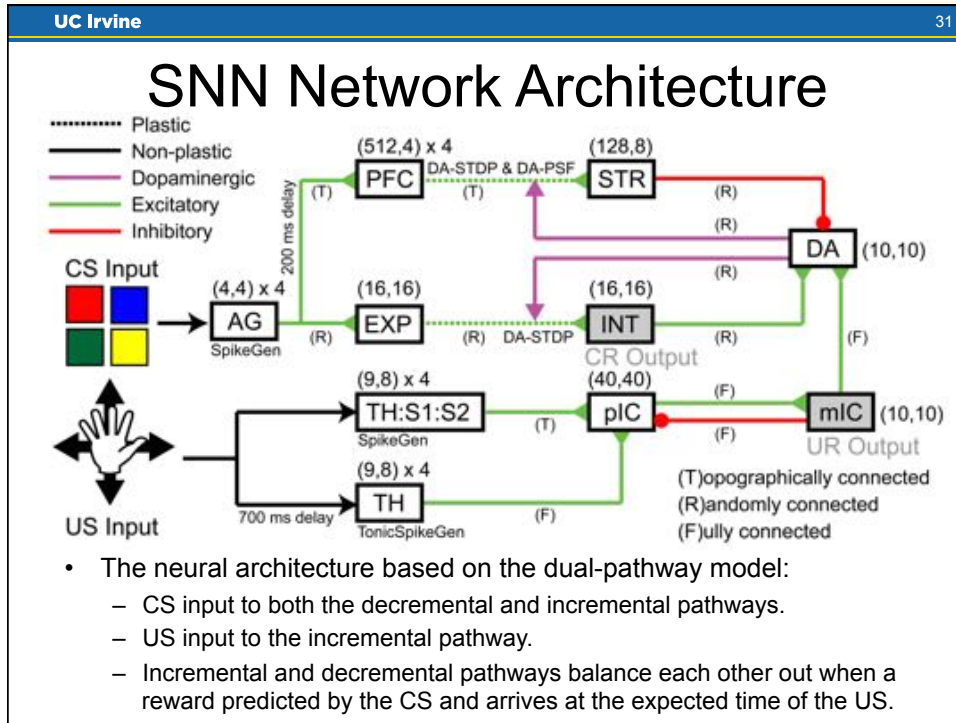 UC Irvine
31
SNN Network Architecture
Plastic
Non-plastic
Dopaminergic
Excitatory
Inhibitory
(512,4) x 4
PFC
DA-STDP & DA-PSF
(T)
(T)
(128,8)
STR
(R)
(R)
DA
(10,10)
200 ms delay
CS Input
(4,4) x 4
AG
SpikeGen
(R)
(16,16)
EXP
(R)
DA-STDP
(16,16)
INT
CR Output
(R)
(R)
(F)
(9,8) x 4
TH:S1:S2
SpikeGen
(T)
(40,40)
pIC
(F)
(F)
mIC
(10,10)
UR Output
US Input
700 ms delay
(9,8) x 4
TH
TonicSpikeGen
(F)
(T)opographically connected
(R)andomly connected
(F)ully connected
• The neural architecture based on the dual-pathway model:
– CS input to both the decremental and incremental pathways.
– US input to the incremental pathway.
– Incremental and decremental pathways balance each other out when a
reward predicted by the CS and arrives at the expected time of the US.